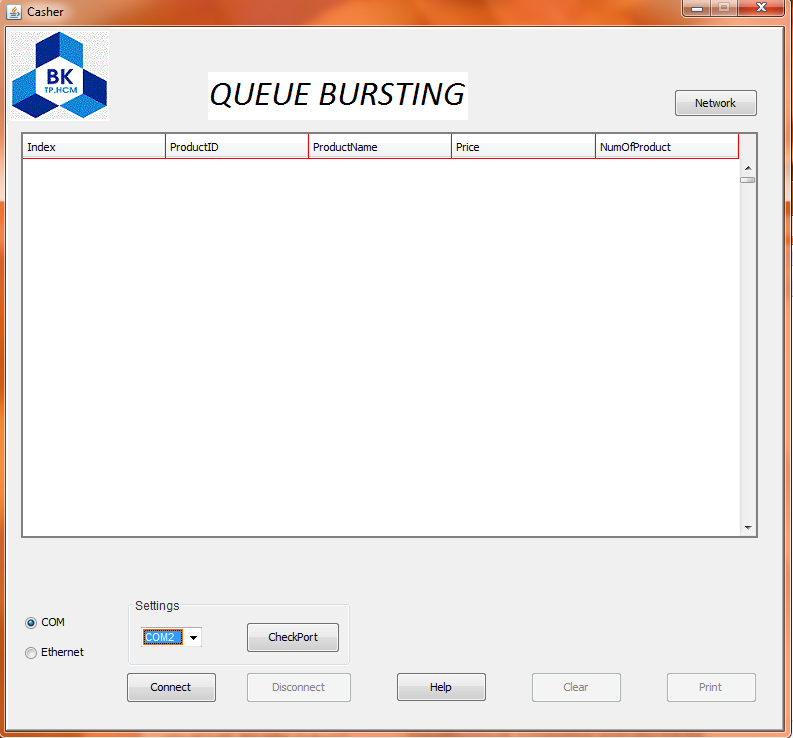 Casher
BK
TP.HCM
QUEUE BURSTING
Network
Index ProductID ProductName Price NumOfProduct
Settings
COM
COM2 CheckPort
Ethernet
Connect Disconnect Help Clear Print